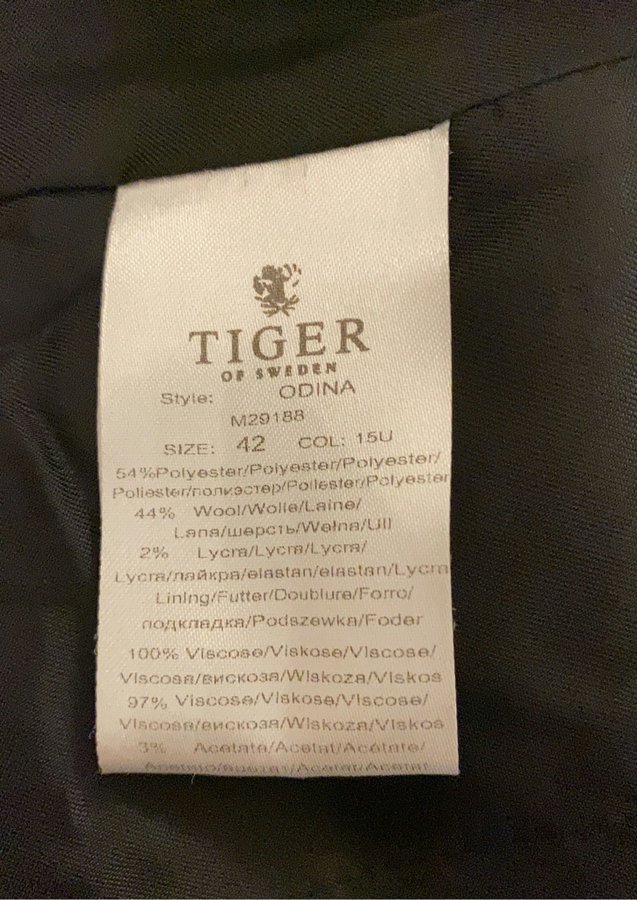 TIGER
OF SWEDEN
Style: ODINA
M29188
SIZE: 42 COL: 15U
54%Polyester/Polyester/Polyester/
Poliester/полиэстер/Poliester/Polyester
44% Wool/Wolle/Laine/
Lana/шерсть/Wełna/Ull
2% Lycra/Lycra/Lycra/
Lycra/лайкра/elastan/elastan/Lycra
Lining/Futter/Doublure/Forro/
подкладка/Podszewka/Foder
100% Viscose/Viskose/Viscose/
Viscosa/вискоза/Wiskoza/Viskos
97% Viscose/Viskose/Viscose/
Viscosa/вискоза/Wiskoza/Viskos
3% Acetate/Acetat/Acétate/